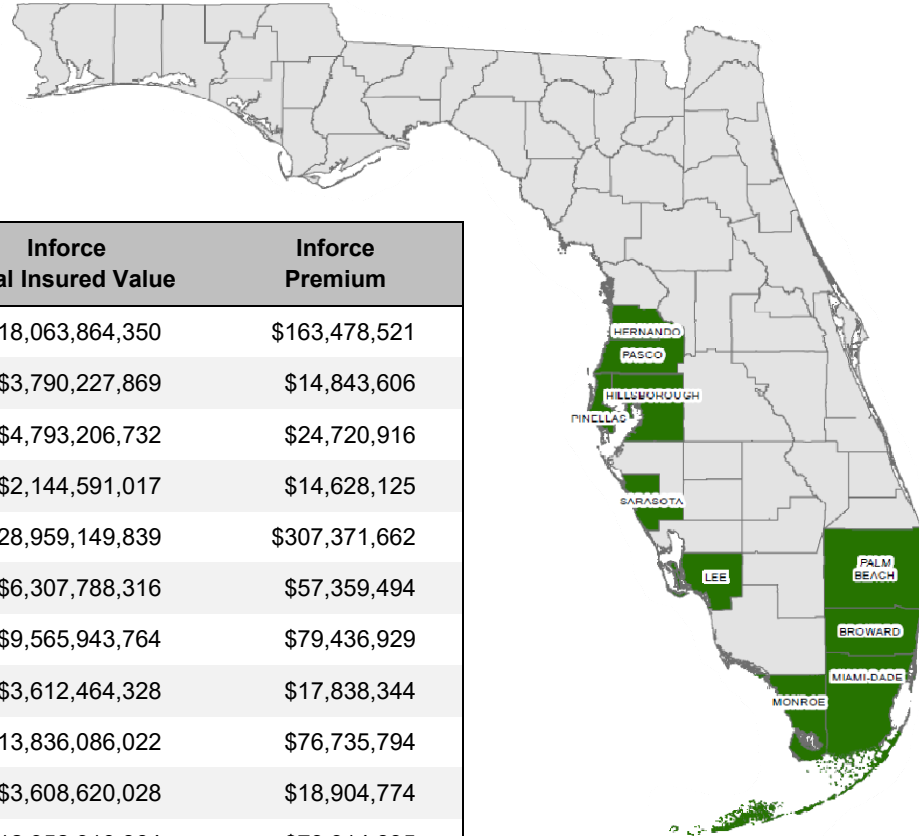 Inforce Inforce
al Insured Value Premium
18,063,864,350 $163,478,521
$3,790,227,869 $14,843,606
$4,793,206,732 $24,720,916
$2,144,591,017 $14,628,125
28,959,149,839 $307,371,662
$6,307,788,316 $57,359,494
$9,565,943,764 $79,436,929
$3,612,464,328 $17,838,344
13,836,086,022 $76,735,794
$3,608,620,028 $18,904,774
HERNANDO
PASCO
HILLSBOROUGH
PINELLAS
SARASOTA
LEE
PALM
BEACH
BROWARD
MIAMI-DADE
MONROE